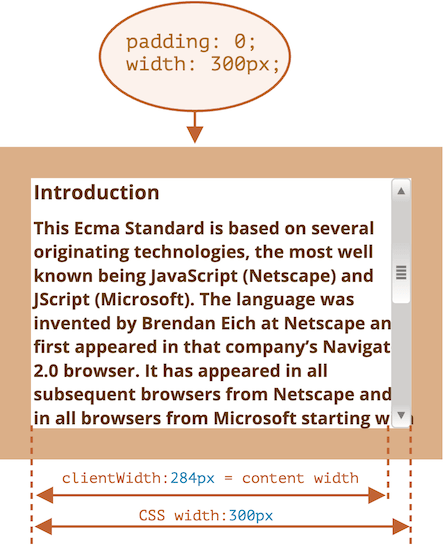 padding: 0;
width: 300px;
Introduction
This Ecma Standard is based on several
originating technologies, the most well
known being JavaScript (Netscape) and
JScript (Microsoft). The language was
invented by Brendan Eich at Netscape an
first appeared in that company’s Navigat
2.0 browser. It has appeared in all
subsequent browsers from Netscape and
in all browsers from Microsoft starting
clientWidth:284px = content width
CSS width:300px